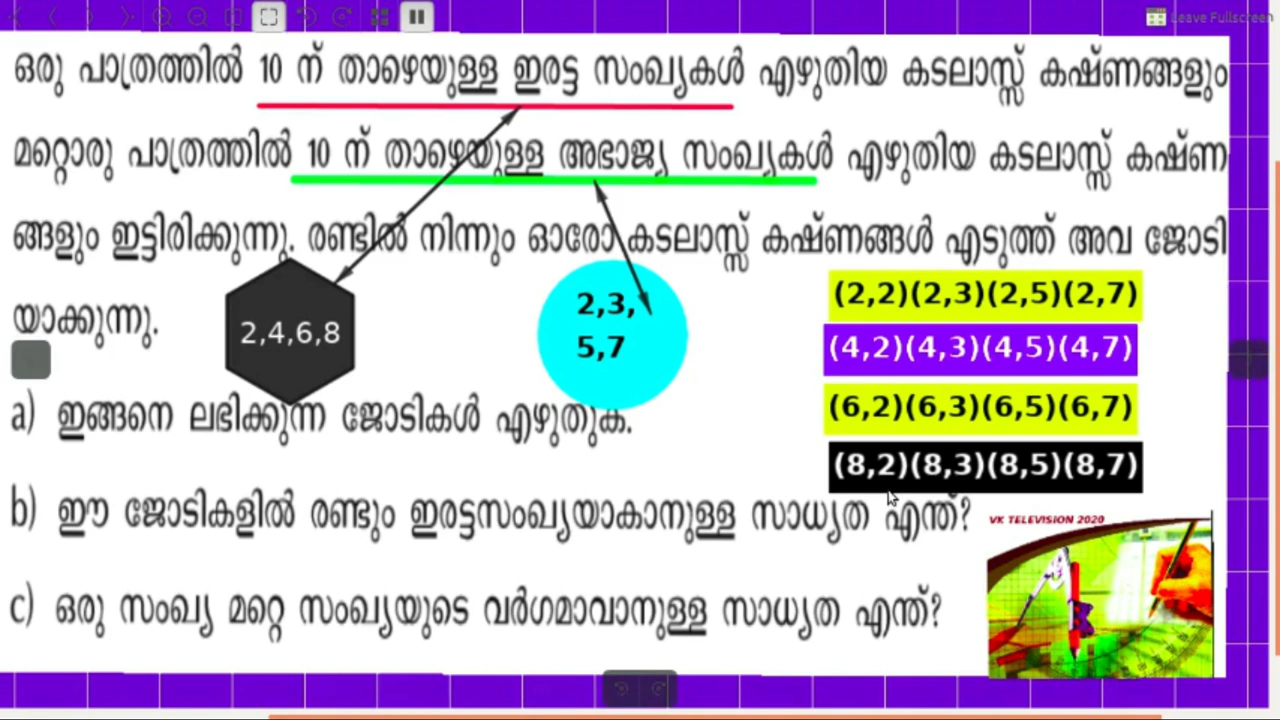 Leave Fullscreen
ഒരു പാത്രത്തിൽ 10 ന് താഴെയുള്ള ഇരട്ട സംഖ്യകൾ എഴുതിയ കടലാസ്സ് കഷ്ണങ്ങളും
മറ്റൊരു പാത്രത്തിൽ 10 ന് താഴെയുള്ള അഭാജ്യ സംഖ്യകൾ എഴുതിയ കടലാസ്സ് കഷ്ണ
ങ്ങളും ഇട്ടിരിക്കുന്നു. രണ്ടിൽ നിന്നും ഓരോ കടലാസ്സ് കഷ്ണങ്ങൾ എടുത്ത് അവ ജോടി
യാക്കുന്നു.
2,4,6,8
2,3,
5,7
(2,2)(2,3)(2,5)(2,7)
(4,2)(4,3)(4,5)(4,7)
(6,2)(6,3)(6,5)(6,7)
(8,2)(8,3)(8,5)(8,7)
a) ഇങ്ങനെ ലഭിക്കുന്ന ജോടികൾ എഴുതുക.
b) ഈ ജോടികളിൽ രണ്ടും ഇരട്ടസംഖ്യയാകാനുള്ള സാധ്യത എന്ത്?
VK TELEVISION 2020
c) ഒരു സംഖ്യ മറ്റെ സംഖ്യയുടെ വർഗമാവാനുള്ള സാധ്യത എന്ത്?